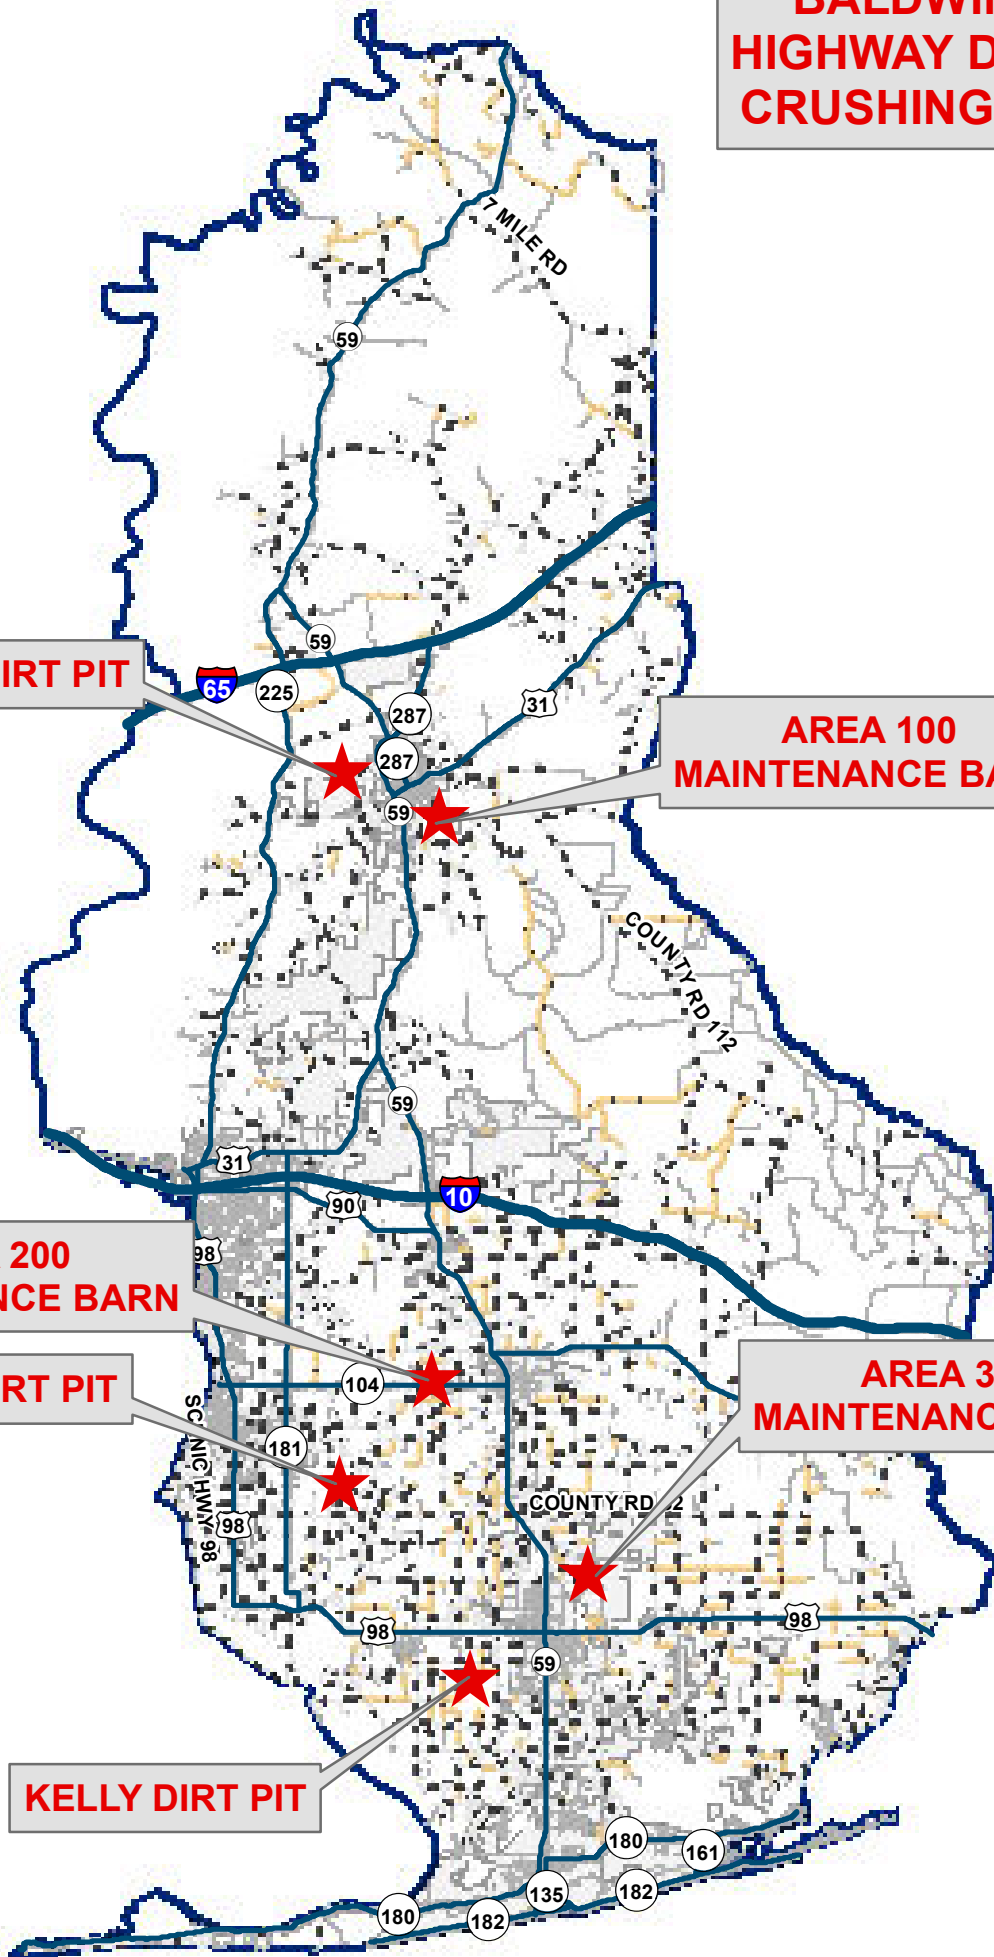 BALDWIN
HIGHWAY D
CRUSHING
7 MILE RD
59
59
65
225
287
31
IRT PIT
287
AREA 100
MAINTENANCE BA
59
COUNTY RD 112
59
31
10
90
98
200
NCE BARN
104
RT PIT
AREA 3
MAINTENANC
181
SCENIC HWY 98
98
COUNTY RD
98
98
59
KELLY DIRT PIT
180
161
135
182
180
182